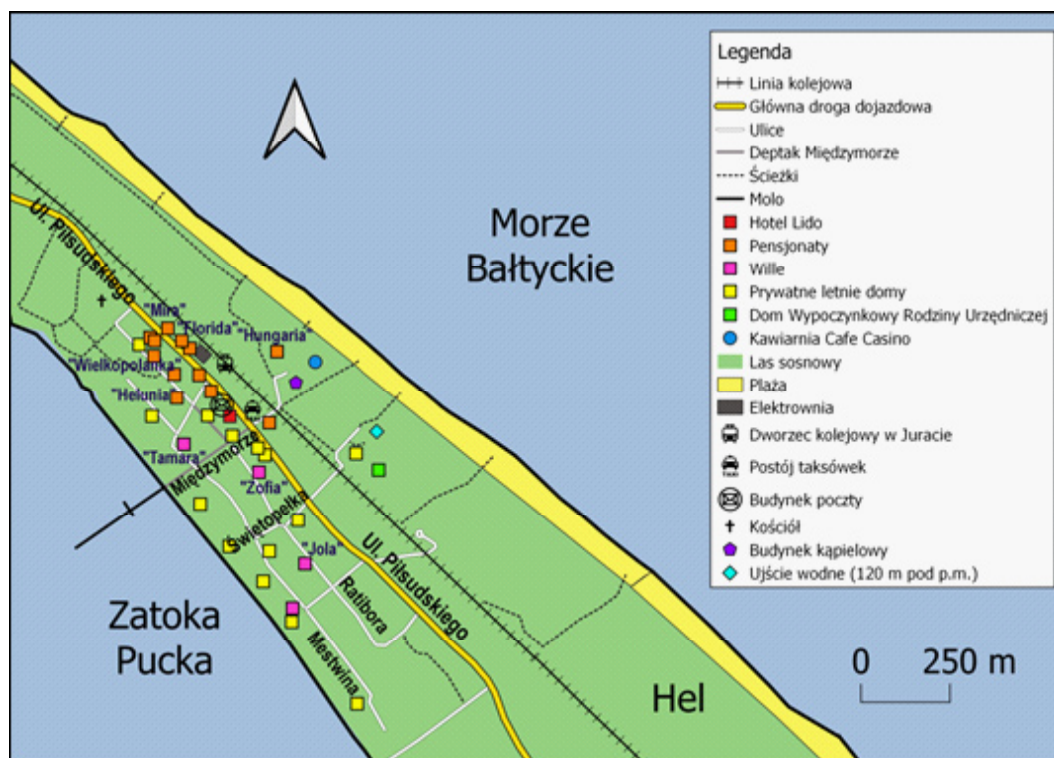 Legenda
Linia kolejowa
Główna droga dojazdowa
Ulice
Deptak Międzymorze
Ścieżki
Molo
Hotel Lido
Pensjonaty
Wille
Prywatne letnie domy
Dom Wypoczynkowy Rodziny Urzędniczej
Kawiarnia Cafe Casino
Las sosnowy
Plaża
Elektrownia
Dworzec kolejowy w Juracie
TAXI
Postój taksówek
Budynek poczty
Kościół
Budynek kąpielowy
Ujście wodne (120 m pod p.m.)
Morze
Bałtyckie
Ul. Piłsudskiego
"Mira"
"Florida"
"Hungaria"
"Wielkopolanka"
"Helunia"
"Tamara"
Międzymorze
"Zofia"
Świętopełka
"Jola"
Ul. Piłsudskiego
Ratibora
Mestwina
Zatoka
Pucka
Hel
0 250 m